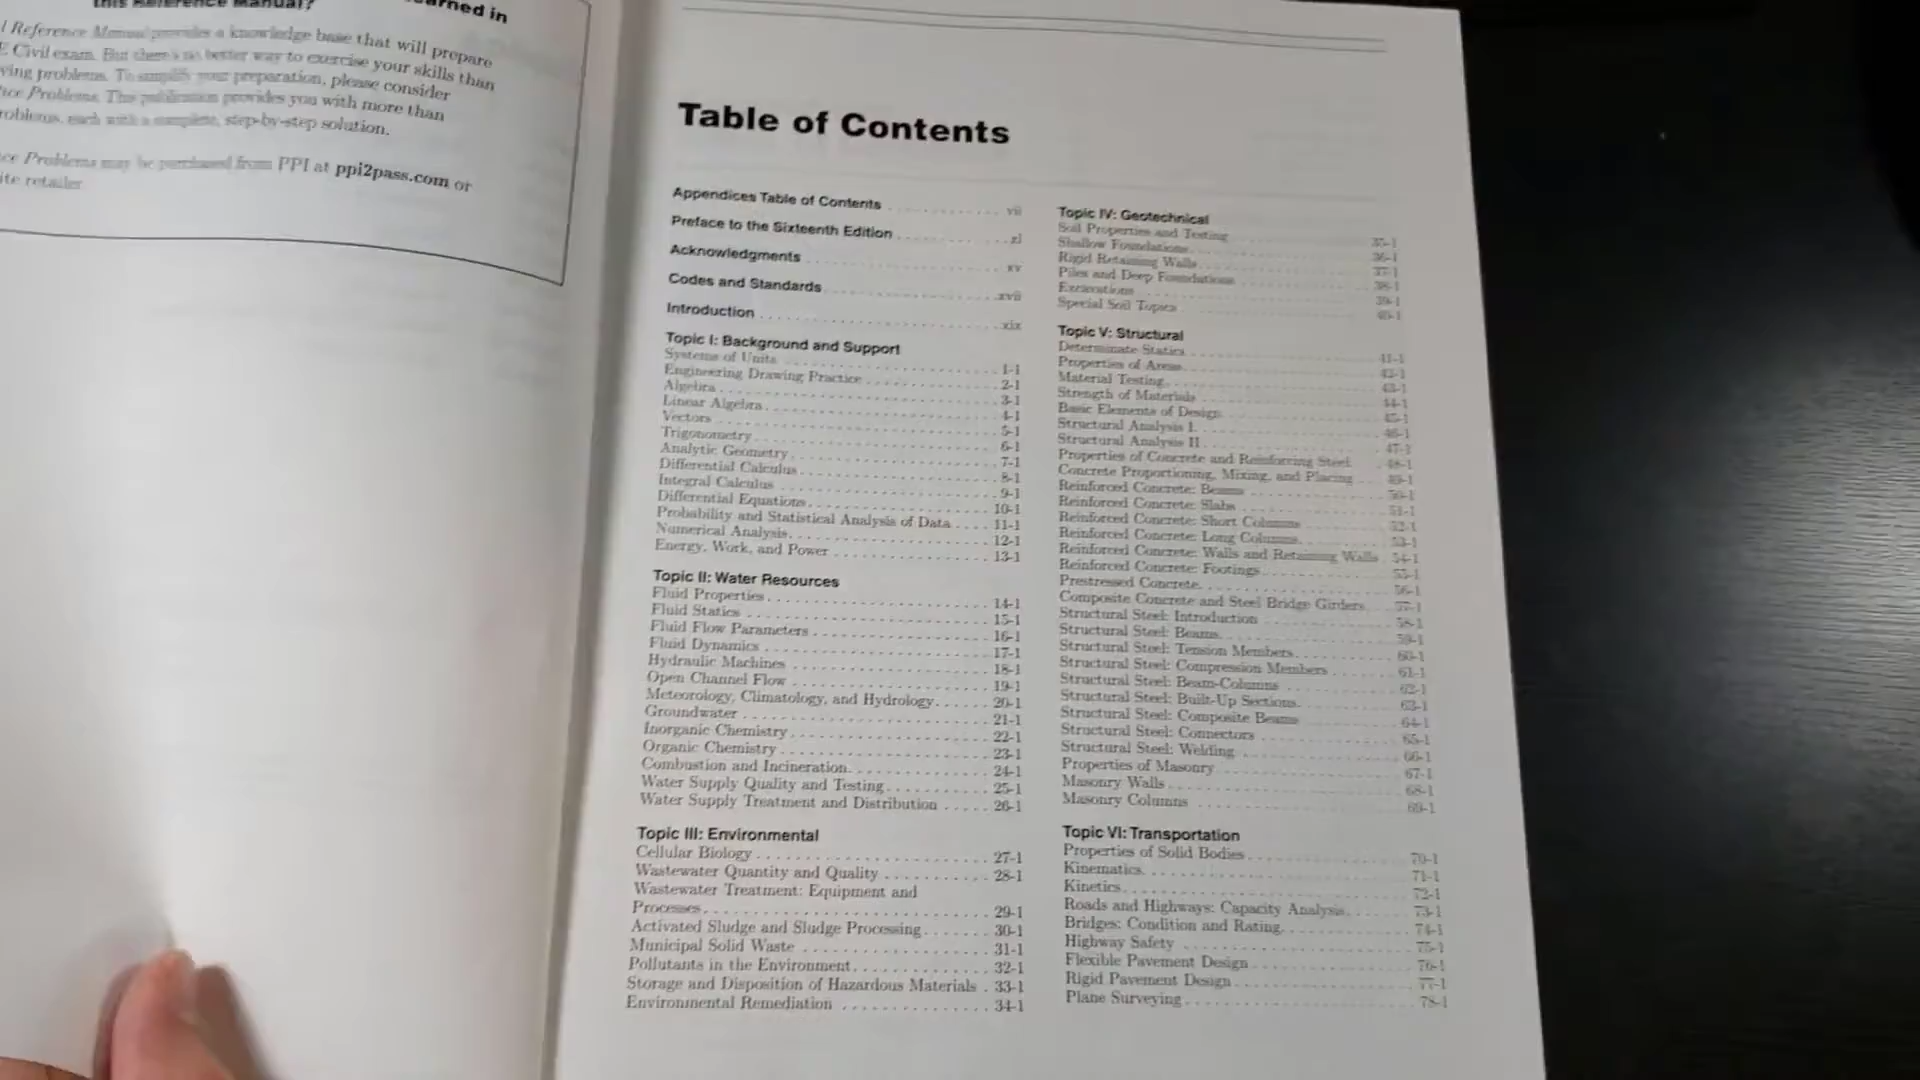 this Reference Manual?
arned in
l Reference Manual provides a knowledge base that will prepare
E Civil exam. But there's no better way to exercise your skills than
ving problems. To simplify your preparation, please consider
ice Problems. This publication provides you with more than
roblems, each with a complete, step-by-step solution.
ce Problems may be purchased from PPI at ppi2pass.com or
ite retailer
Table of Contents
Appendices Table of Contents . . . . . . . . . . . . vii
Preface to the Sixteenth Edition . . . . . . . . . . . xi
Acknowledgments . . . . . . . . . . . . . . . . . . . xv
Codes and Standards . . . . . . . . . . . . . . . . . xvii
Introduction . . . . . . . . . . . . . . . . . . . . . xix
Topic I: Background and Support
Systems of Units . . . . . . . . . . . . . . . . . . . 1-1
Engineering Drawing Practice . . . . . . . . . . . . . 2-1
Algebra . . . . . . . . . . . . . . . . . . . . . . . 3-1
Linear Algebra . . . . . . . . . . . . . . . . . . . . 4-1
Vectors . . . . . . . . . . . . . . . . . . . . . . . 5-1
Trigonometry . . . . . . . . . . . . . . . . . . . . . 6-1
Analytic Geometry . . . . . . . . . . . . . . . . . . 7-1
Differential Calculus . . . . . . . . . . . . . . . . 8-1
Integral Calculus . . . . . . . . . . . . . . . . . . 9-1
Differential Equations . . . . . . . . . . . . . . . . 10-1
Probability and Statistical Analysis of Data . . . . 11-1
Numerical Analysis . . . . . . . . . . . . . . . . . . 12-1
Energy, Work, and Power . . . . . . . . . . . . . . . 13-1
Topic II: Water Resources
Fluid Properties . . . . . . . . . . . . . . . . . . . 14-1
Fluid Statics . . . . . . . . . . . . . . . . . . . . 15-1
Fluid Flow Parameters . . . . . . . . . . . . . . . . 16-1
Fluid Dynamics . . . . . . . . . . . . . . . . . . . . 17-1
Hydraulic Machines . . . . . . . . . . . . . . . . . . 18-1
Open Channel Flow . . . . . . . . . . . . . . . . . . 19-1
Meteorology, Climatology, and Hydrology . . . . . . 20-1
Groundwater . . . . . . . . . . . . . . . . . . . . . 21-1
Inorganic Chemistry . . . . . . . . . . . . . . . . . 22-1
Organic Chemistry . . . . . . . . . . . . . . . . . . 23-1
Combustion and Incineration . . . . . . . . . . . . . 24-1
Water Supply Quality and Testing . . . . . . . . . . 25-1
Water Supply Treatment and Distribution . . . . . 26-1
Topic III: Environmental
Cellular Biology . . . . . . . . . . . . . . . . . . . 27-1
Wastewater Quantity and Quality . . . . . . . . . . 28-1
Wastewater Treatment: Equipment and
Processes . . . . . . . . . . . . . . . . . . . . . . 29-1
Activated Sludge and Sludge Processing . . . . . . . 30-1
Municipal Solid Waste . . . . . . . . . . . . . . . . 31-1
Pollutants in the Environment . . . . . . . . . . . . 32-1
Storage and Disposition of Hazardous Materials . 33-1
Environmental Remediation . . . . . . . . . . . . . . 34-1
Topic IV: Geotechnical
Soil Properties and Testing . . . . . . . . . . . . . 35-1
Shallow Foundations . . . . . . . . . . . . . . . . . 36-1
Rigid Retaining Walls . . . . . . . . . . . . . . . . 37-1
Piles and Deep Foundations . . . . . . . . . . . . . . 38-1
Excavations . . . . . . . . . . . . . . . . . . . . . 39-1
Special Soil Topics . . . . . . . . . . . . . . . . . 40-1
Topic V: Structural
Determinate Statics . . . . . . . . . . . . . . . . . 41-1
Properties of Areas . . . . . . . . . . . . . . . . . 42-1
Material Testing . . . . . . . . . . . . . . . . . . . 43-1
Strength of Materials . . . . . . . . . . . . . . . . 44-1
Basic Elements of Design . . . . . . . . . . . . . . . 45-1
Structural Analysis I . . . . . . . . . . . . . . . . 46-1
Structural Analysis II . . . . . . . . . . . . . . . . 47-1
Properties of Concrete and Reinforcing Steel . . . 48-1
Concrete Proportioning, Mixing, and Placing . . . 49-1
Reinforced Concrete: Beams . . . . . . . . . . . . . . 50-1
Reinforced Concrete: Slabs . . . . . . . . . . . . . . 51-1
Reinforced Concrete: Short Columns . . . . . . . . . . 52-1
Reinforced Concrete: Long Columns . . . . . . . . . . 53-1
Reinforced Concrete: Walls and Retaining Walls . 54-1
Reinforced Concrete: Footings . . . . . . . . . . . . 55-1
Prestressed Concrete . . . . . . . . . . . . . . . . . 56-1
Composite Concrete and Steel Bridge Girders . . . 57-1
Structural Steel: Introduction . . . . . . . . . . . . 58-1
Structural Steel: Beams . . . . . . . . . . . . . . . 59-1
Structural Steel: Tension Members . . . . . . . . . . 60-1
Structural Steel: Compression Members . . . . . . . . 61-1
Structural Steel: Beam-Columns . . . . . . . . . . . . 62-1
Structural Steel: Built-Up Sections . . . . . . . . . 63-1
Structural Steel: Composite Beams . . . . . . . . . . 64-1
Structural Steel: Connectors . . . . . . . . . . . . . 65-1
Structural Steel: Welding . . . . . . . . . . . . . . 66-1
Properties of Masonry . . . . . . . . . . . . . . . . 67-1
Masonry Walls . . . . . . . . . . . . . . . . . . . . 68-1
Masonry Columns . . . . . . . . . . . . . . . . . . . 69-1
Topic VI: Transportation
Properties of Solid Bodies . . . . . . . . . . . . . . 70-1
Kinematics . . . . . . . . . . . . . . . . . . . . . . 71-1
Kinetics . . . . . . . . . . . . . . . . . . . . . . . 72-1
Roads and Highways: Capacity Analysis . . . . . . . 73-1
Bridges: Condition and Rating . . . . . . . . . . . . 74-1
Highway Safety . . . . . . . . . . . . . . . . . . . . 75-1
Flexible Pavement Design . . . . . . . . . . . . . . . 76-1
Rigid Pavement Design . . . . . . . . . . . . . . . . 77-1
Plane Surveying . . . . . . . . . . . . . . . . . . . 78-1